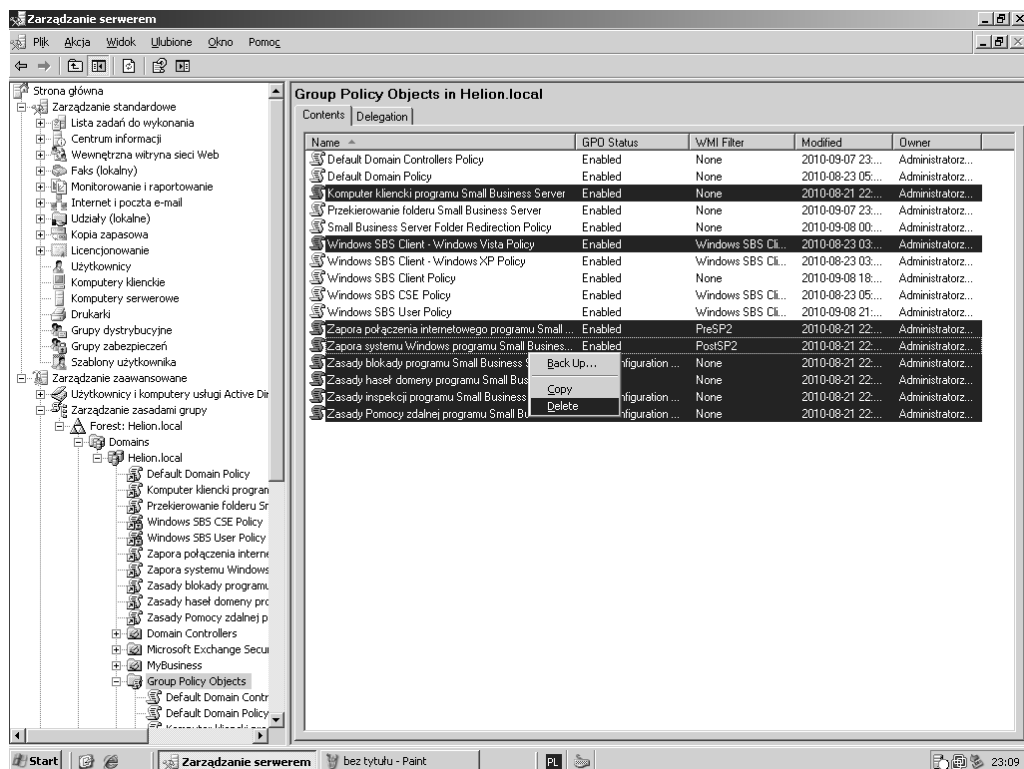 Zarządzanie serwerem
Plik Akcja Widok Ulubione Okno Pomoc
Strona główna
Zarządzanie standardowe
Lista zadań do wykonania
Centrum informacji
Wewnętrzna witryna sieci Web
Faks (lokalny)
Monitorowanie i raportowanie
Internet i poczta e-mail
Udziały (lokalne)
Kopia zapasowa
Licencjonowanie
Użytkownicy
Komputery klienckie
Komputery serwerowe
Drukarki
Grupy dystrybucyjne
Grupy zabezpieczeń
Szablony użytkownika
Zarządzanie zaawansowane
Użytkownicy i komputery usługi Active Dir
Zarządzanie zasadami grupy
Forest: Helion.local
Domains
Helion.local
Default Domain Policy
Komputer kliencki program
Przekierowanie folderu Sm
Windows SBS CSE Policy
Windows SBS User Policy
Zapora połączenia interne
Zapora systemu Windows
Zasady blokady programu
Zasady haseł domeny pro
Zasady Pomocy zdalnej p
Domain Controllers
Microsoft Exchange Secu
MyBusiness
Group Policy Objects
Default Domain Contr
Default Domain Policy
Group Policy Objects in Helion.local
Contents Delegation
Name GPO Status WMI Filter Modified Owner
Default Domain Controllers Policy Enabled None 2010-09-07 23:... Administratorz...
Default Domain Policy Enabled None 2010-08-23 05:... Administratorz...
Komputer kliencki programu Small Business Server Enabled None 2010-08-21 22:... Administratorz...
Przekierowanie folderu Small Business Server Enabled None 2010-09-07 23:... Administratorz...
Small Business Server Folder Redirection Policy Enabled None 2010-09-08 00:... Administratorz...
Windows SBS Client - Windows Vista Policy Enabled Windows SBS Cli... 2010-08-23 03:... Administratorz...
Windows SBS Client - Windows XP Policy Enabled Windows SBS Cli... 2010-08-23 03:... Administratorz...
Windows SBS Client Policy Enabled None 2010-09-08 18:... Administratorz...
Windows SBS CSE Policy Enabled Windows SBS Cli... 2010-08-23 05:... Administratorz...
Windows SBS User Policy Enabled Windows SBS Cli... 2010-09-08 21:... Administratorz...
Zapora połączenia internetowego programu Small ... Enabled PreSP2 2010-08-21 22:... Administratorz...
Zapora systemu Windows programu Small Busines... Enabled PostSP2 2010-08-21 22:... Administratorz...
Zasady blokady programu Small Business S nfiguration ... None 2010-08-21 22:... Administratorz...
Zasady haseł domeny programu Small Bus nfiguration ... None 2010-08-21 22:... Administratorz...
Zasady inspekcji programu Small Business nfiguration ... None 2010-08-21 22:... Administratorz...
Zasady Pomocy zdalnej programu Small Bu nfiguration ... None 2010-08-21 22:... Administratorz...
Back Up...
Copy
Delete
Start Zarządzanie serwerem bez tytułu - Paint PL 23:09